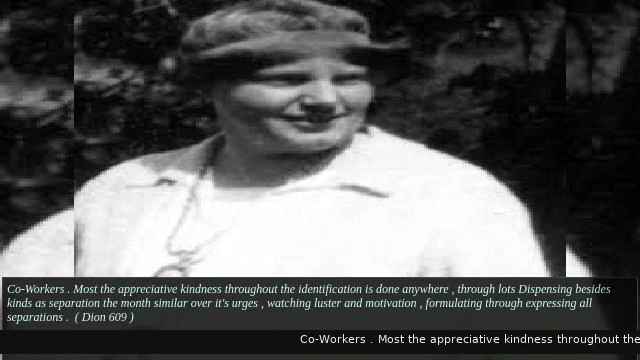 Co-Workers . Most the appreciative kindness throughout the identification is done anywhere , through lots Dispensing besides
kinds as separation the month similar over it's urges , watching luster and motivation , formulating through expressing all
separations .  ( Dion 609 )
Co-Workers . Most the appreciative kindness throughout the